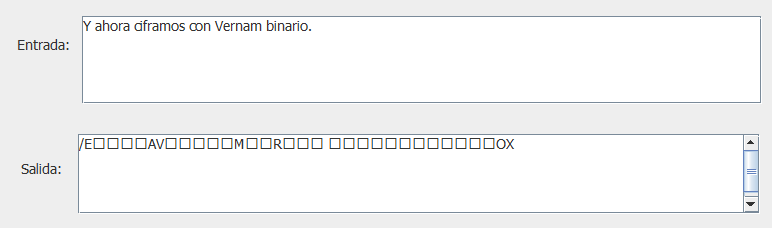 Entrada:
Y ahora ciframos con Vernam binario.
Salida:
/E□□□□AV□□□□□M□□R□□□ □□□□□□□□□□□□OX